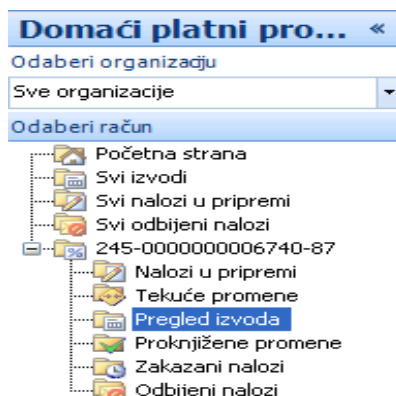 Domaći platni pro... «
Odaberi organizaciju
Sve organizacije
Odaberi račun
Početna strana
Svi izvodi
Svi nalozi u pripremi
Svi odbijeni nalozi
245-0000000006740-87
Nalozi u pripremi
Tekuće promene
Pregled izvoda
Proknjižene promene
Zakazani nalozi
Odbijeni nalozi